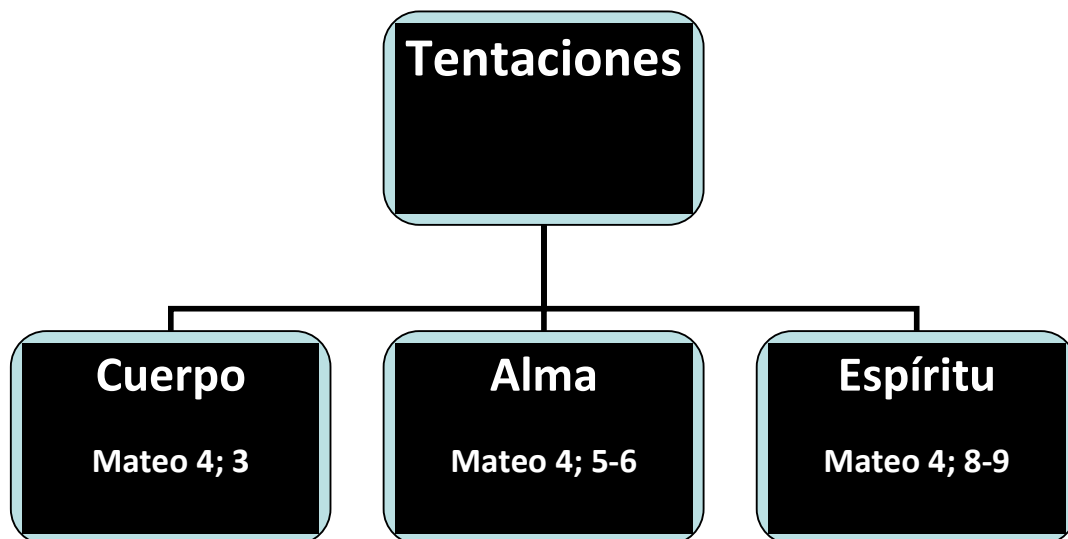 Tentaciones
Cuerpo
Mateo 4; 3
Alma
Mateo 4; 5-6
Espíritu
Mateo 4; 8-9